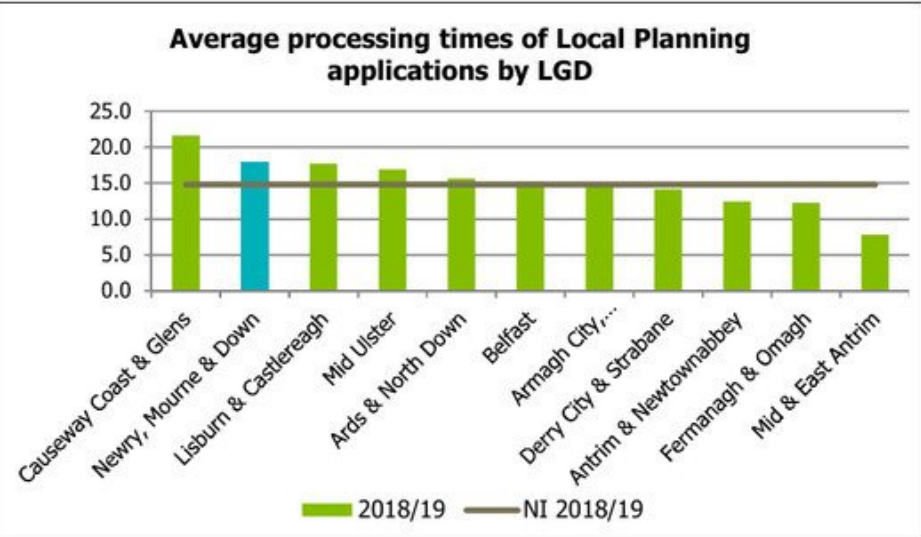 Average processing times of Local Planning
applications by LGD
25.0
20.0
15.0
10.0
5.0
0.0
Causeway Coast & Glens
Newry, Mourne & Down
Lisburn & Castlereagh
Mid Ulster
Ards & North Down
Belfast
Armagh City,...
Derry City & Strabane
Antrim & Newtownabbey
Fermanagh & Omagh
Mid & East Antrim
2018/19 NI 2018/19